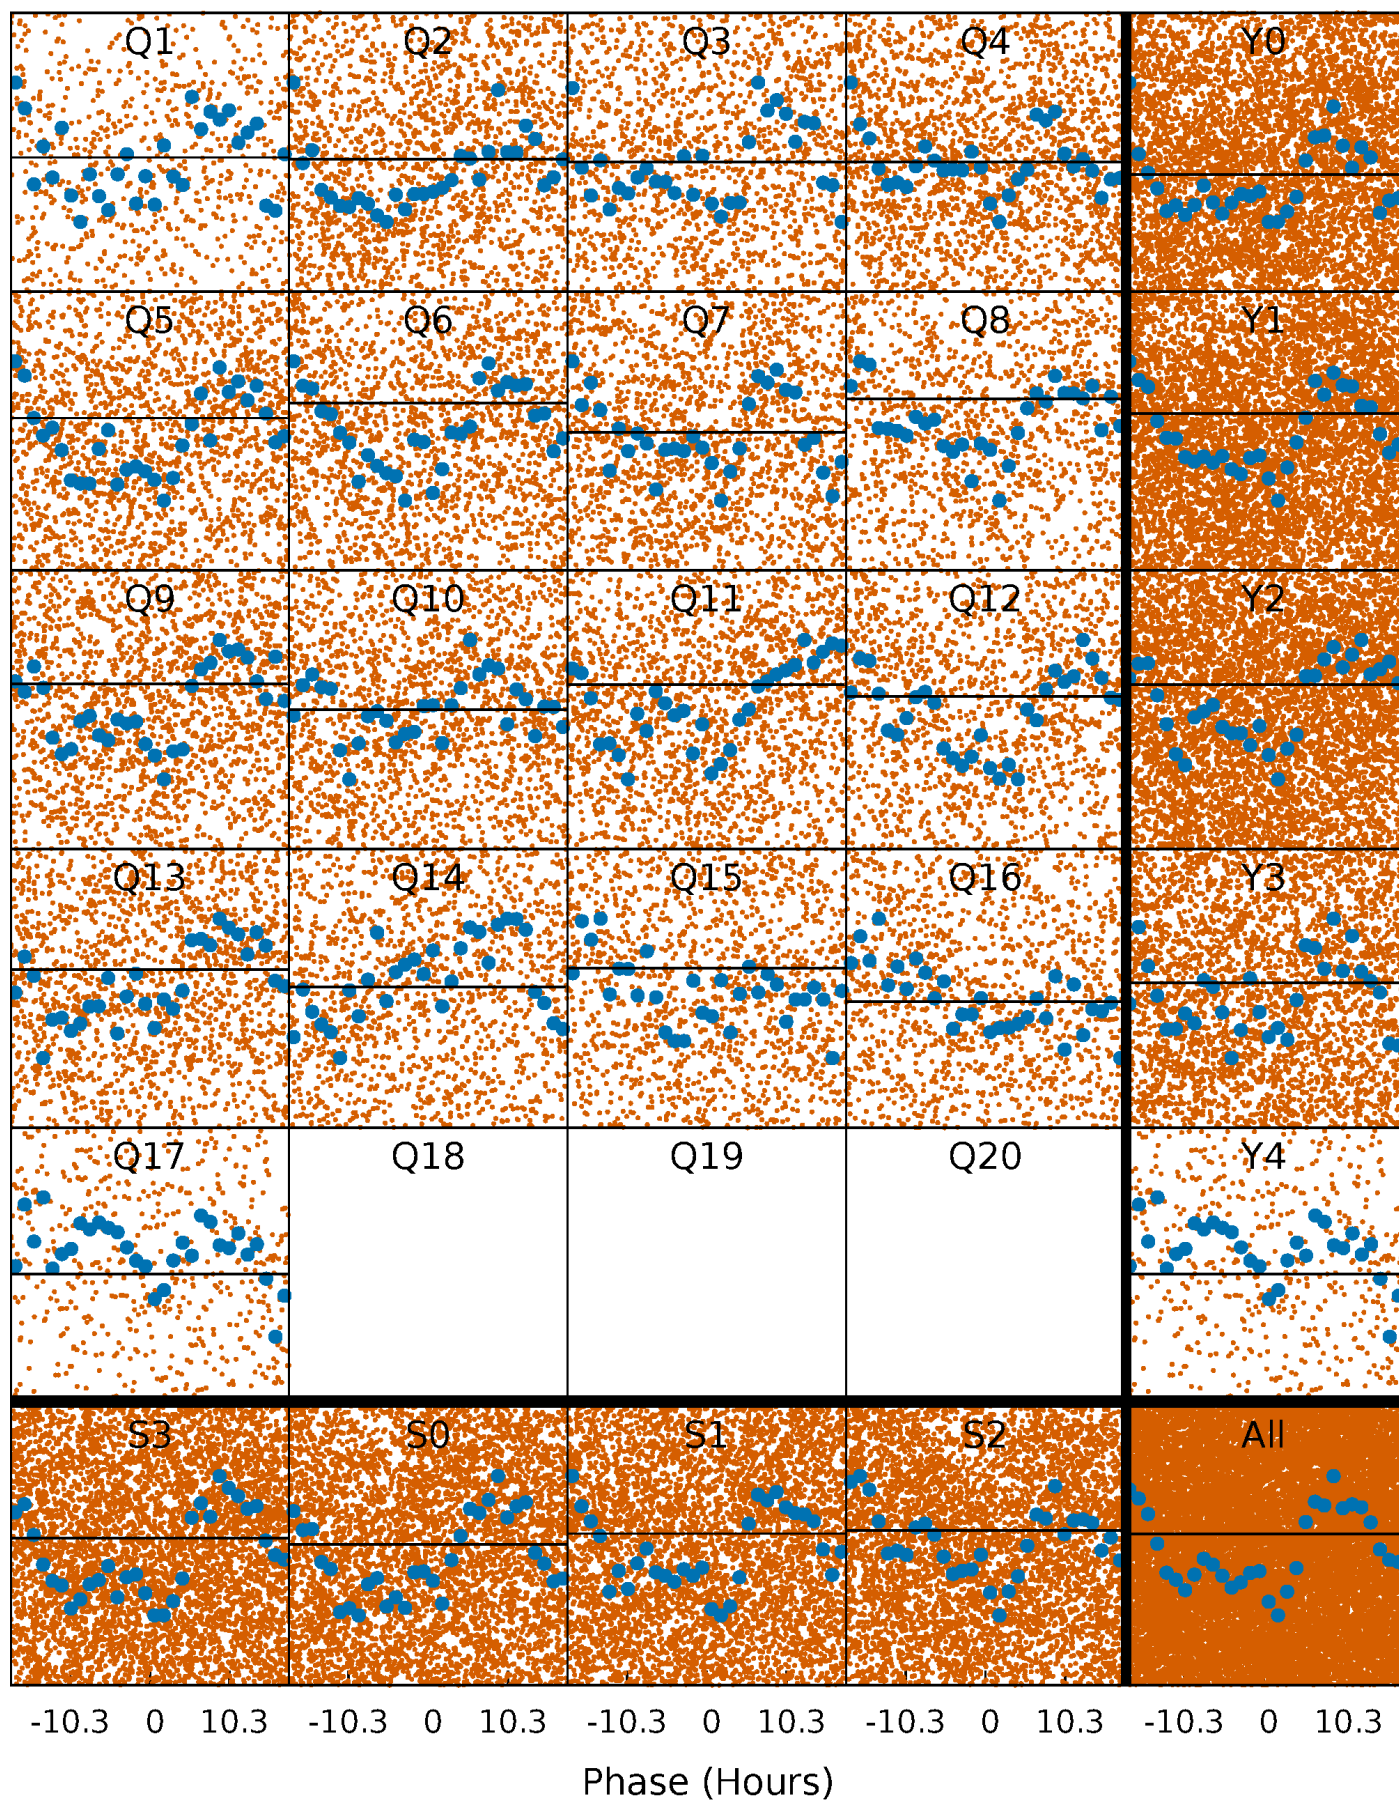 Q1 Q2 Q3 Q4 Y0
Q5 Q6 Q7 Q8 Y1
Q9 Q10 Q11 Q12 Y2
Q13 Q14 Q15 Q16 Y3
Q17 Q18 Q19 Q20 Y4
S3 S0 S1 S2 All
-10.3 0 10.3 -10.3 0 10.3 -10.3 0 10.3 -10.3 0 10.3 -10.3 0 10.3
Phase (Hours)